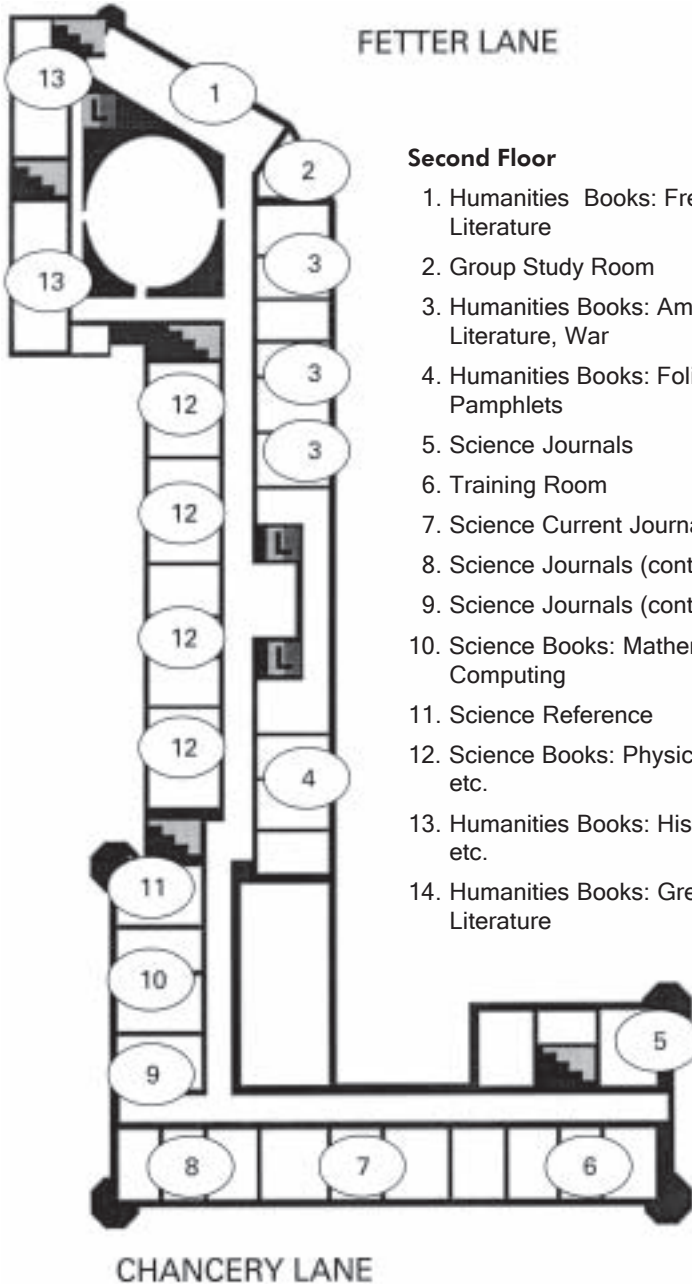 FETTER LANE
13
1
L
2
13
3
3
3
12
12
12
12
L
L
4
11
10
9
5
8
7
6
CHANCERY LANE
Second Floor
1. Humanities Books: Fre
Literature
2. Group Study Room
3. Humanities Books: Am
Literature, War
4. Humanities Books: Foli
Pamphlets
5. Science Journals
6. Training Room
7. Science Current Journa
8. Science Journals (cont
9. Science Journals (cont
10. Science Books: Mather
Computing
11. Science Reference
12. Science Books: Physic
etc.
13. Humanities Books: His
etc.
14. Humanities Books: Gre
Literature